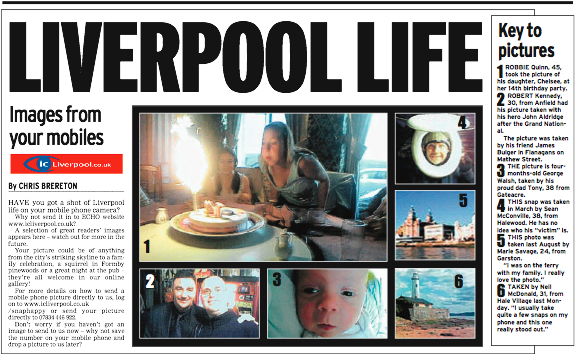 LIVERPOOL LIFE
Images from
your mobiles
ic Liverpool.co.uk
By CHRIS BRERETON
HAVE you got a shot of Liverpool
life on your mobile phone camera?
Why not send it in to ECHO website
www.icliverpool.co.uk?
A selection of great readers' images
appears here – watch out for more in the
future.
Your picture could be of anything
from the city's striking skyline to a fam-
ily celebration, a squirrel in Formby
pinewoods or a great night at the pub –
they're all welcome in our online
gallery!
For more details on how to send a
mobile phone picture directly to us, log
on to www.icliverpool.co.uk
/snaphappy or send your picture
directly to 07834 446 922.
Don't worry if you haven't got an
image to send to us now – why not save
the number on your mobile phone and
drop a picture to us later?
1
2
3
4
5
6
Key to
pictures
1 ROBBIE Quinn, 45,
took the picture of
his daughter, Chelsee, at
her 14th birthday party.
2 ROBERT Kennedy,
30, from Anfield had
his picture taken with
his hero John Aldridge
after the Grand Nation-
al.
The picture was taken
by his friend James
Bulger in Flanagans on
Mathew Street.
3 THE picture is four-
months-old George
Walsh, taken by his
proud dad Tony, 38, from
Gateacre.
4 THIS snap was taken
in March by Sean
McConville, 38, from
Halewood. He has no
idea who his "victim" is.
5 THIS photo was
taken last August by
Marie Savage, 24, from
Garston.
"I was on the ferry
with my family. I really
love the photo."
6 TAKEN by Neil
McDonald, 31, from
Hale Village last Mon-
day. "I usually take
quite a few snaps on my
phone and this one
really stood out."